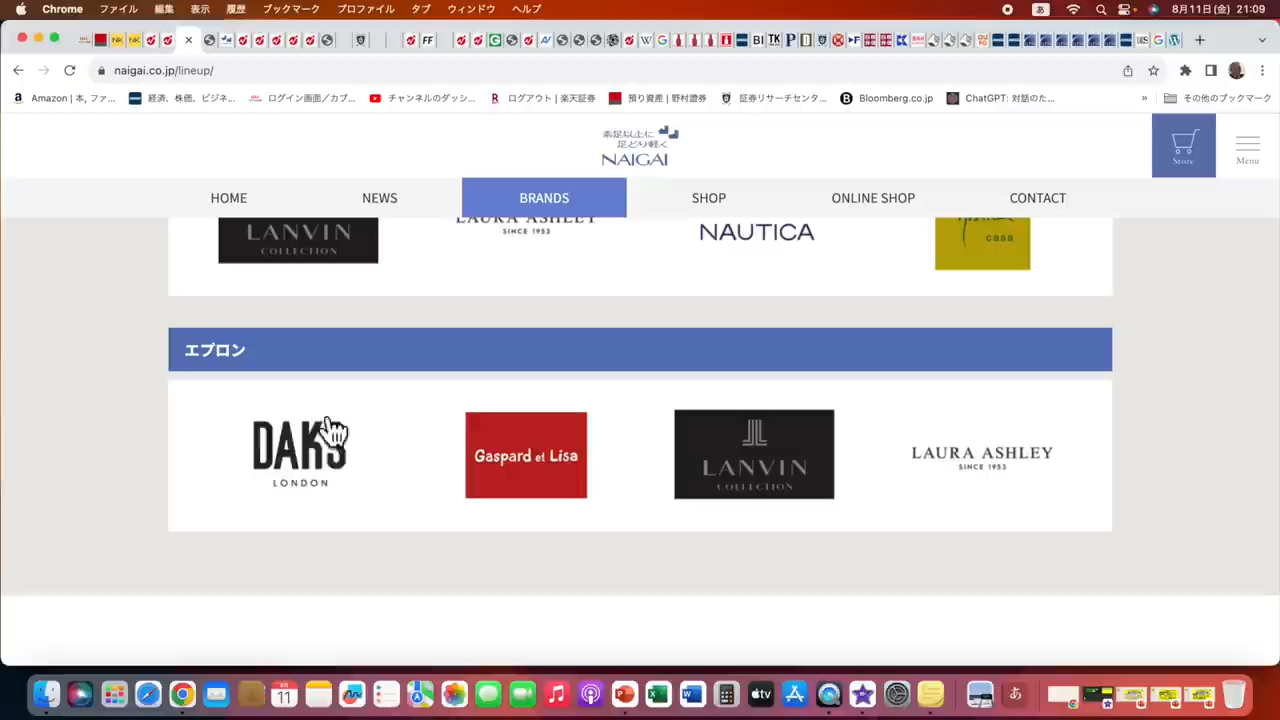 Chrome ファイル 編集 表示 履歴 ブックマーク プロファイル タブ ウィンドウ ヘルプ あ 8月11日(金) 21:09
naigai.co.jp/lineup/
Amazon | 本, ファ... 経済、株価、ビジネ... ログイン画面／カブ... チャンネルのダッシ... ログアウト | 楽天証券 預り資産 | 野村證券 証券リサーチセンタ... Bloomberg.co.jp ChatGPT: 対話のた... » その他のブックマーク
素足以上に
足どり軽く
NAIGAI
Store
Menu
HOME NEWS BRANDS SHOP ONLINE SHOP CONTACT
LANVIN
COLLECTION
LAURA ASHLEY
SINCE 1953
NAUTICA
casa
エプロン
DAKS
LONDON
Gaspard et Lisa
LANVIN
COLLECTION
LAURA ASHLEY
SINCE 1953